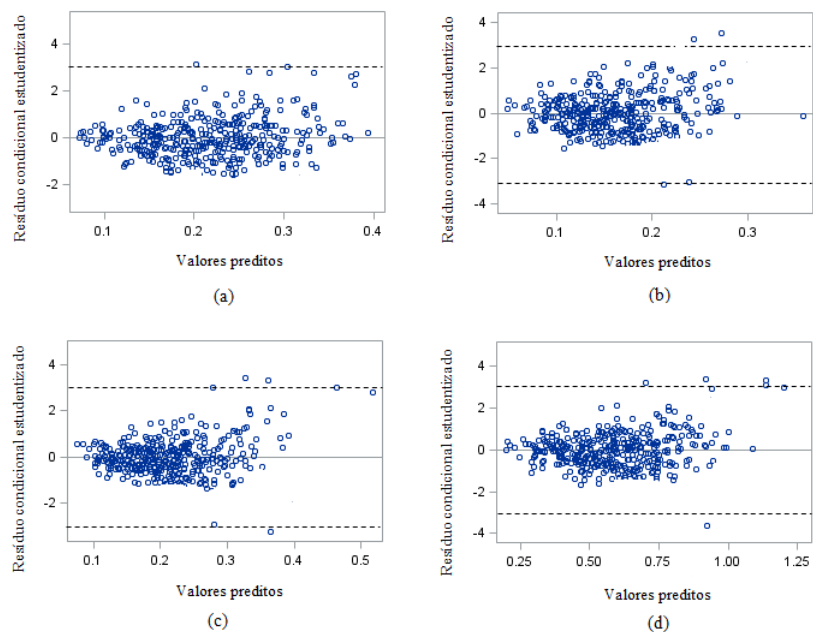 Resíduo condicional estudentizado
4
2
0
-2
0.1 0.2 0.3 0.4
Valores preditos
(a)
Resíduo condicional estudentizado
4
2
0
-2
-4
0.1 0.2 0.3
Valores preditos
(b)
Resíduo condicional estudentizado
4
2
0
-2
0.1 0.2 0.3 0.4 0.5
Valores preditos
(c)
Resíduo condicional estudentizado
4
2
0
-2
-4
0.25 0.50 0.75 1.00 1.25
Valores preditos
(d)